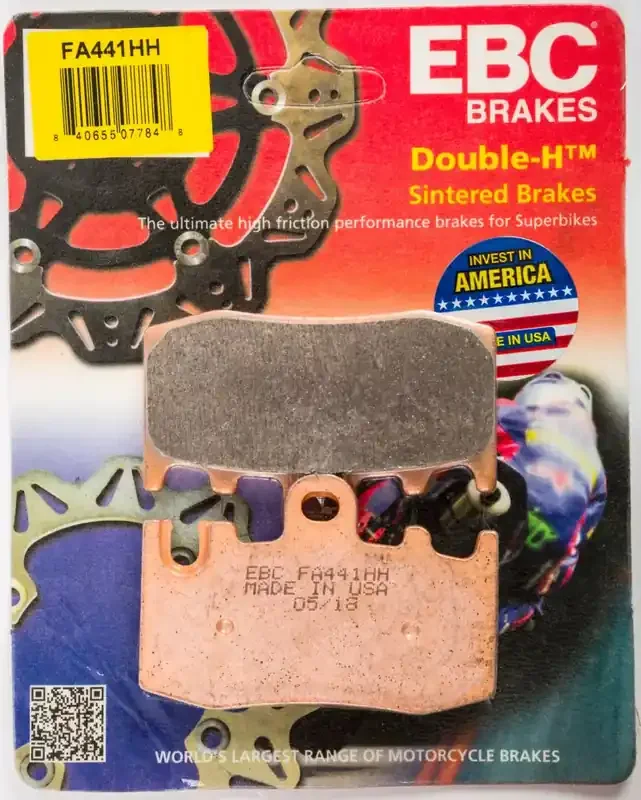 FA441HH
8 40655 07784 8
EBC®
BRAKES
Double-H™
Sintered Brakes
The ultimate high friction performance brakes for Superbikes
INVEST IN
AMERICA
E IN USA
EBC FA441HH
MADE IN USA
05/18
WORLD'S LARGEST RANGE OF MOTORCYCLE BRAKES